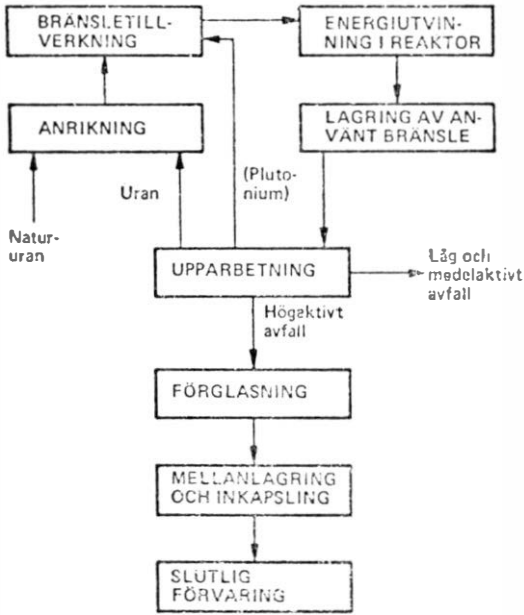 BRÄNSLETILL-
VERKNING
ENERGIUTVIN-
NING I REAKTOR
ANRIKNING
LAGRING AV AN-
VÄNT BRÄNSLE
Uran
(Pluto-
nium)
Natur-
uran
UPPARBETNING
Låg och
medelaktivt
avfall
Högaktivt
avfall
FÖRGLASNING
MELLANLAGRING
OCH INKAPSLING
SLUTLIG
FÖRVARING